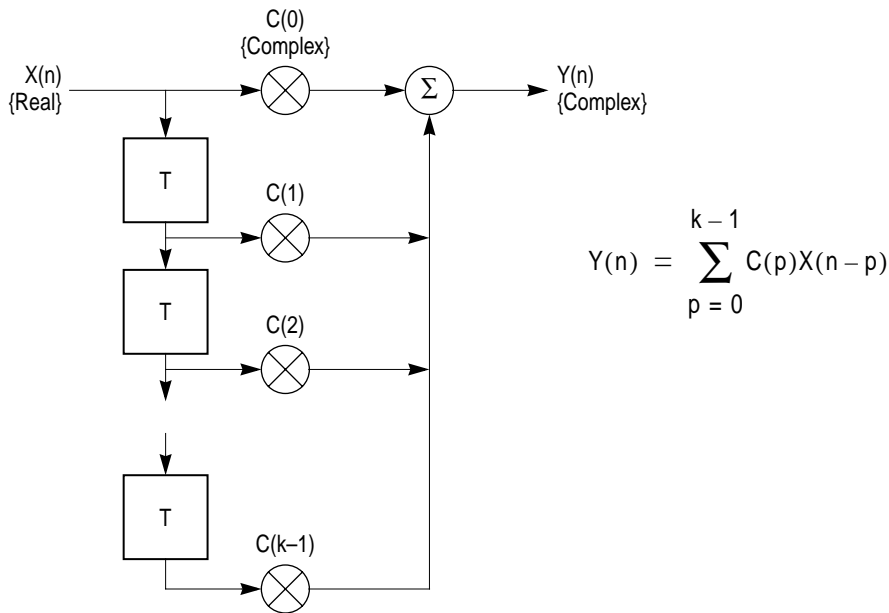 C(0)
{Complex}
X(n)
{Real}
Σ
Y(n)
{Complex}
T
C(1)
T
C(2)
T
C(k–1)
k – 1
Y(n) = ∑ C(p)X(n – p)
p = 0